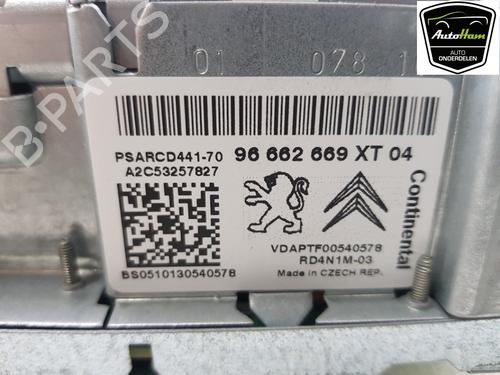 AutoHam
AUTO
ONDERDELEN
01 078 1
B-PARTS
PSARCD441-70 96 662 669 XT 04
A2C53257827
Continental
VDAPTF00540578
RD4N1M-03
BS0510130540578
Made in CZECH REP.